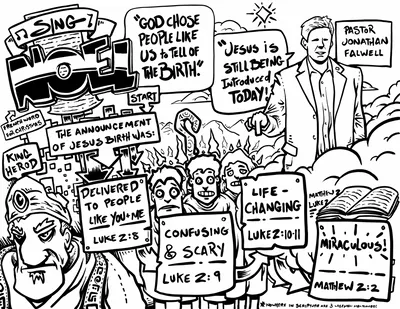 SING
NOEL
FRENCH WORD
FOR CHRISTMAS
START
"GOD CHOSE
PEOPLE LIKE
US to TELL OF
THE BIRTH."
"JESUS IS
STILL BEING
INTRODUCED
TODAY!"
PASTOR
JONATHAN
FALWELL
THE ANNOUNCEMENT
OF JESUS BIRTH WAS:
KING
HEROD
DELIVERED
TO PEOPLE
LIKE YOU + ME
LUKE 2:8
CONFUSING
& SCARY
LUKE 2:9
LIFE-
CHANGING
LUKE 2:10-11
MATHEW 2
LUKE 2
MIRACULOUS!
MATHEW 2:2
NOWHERE IN SCRIPTURE